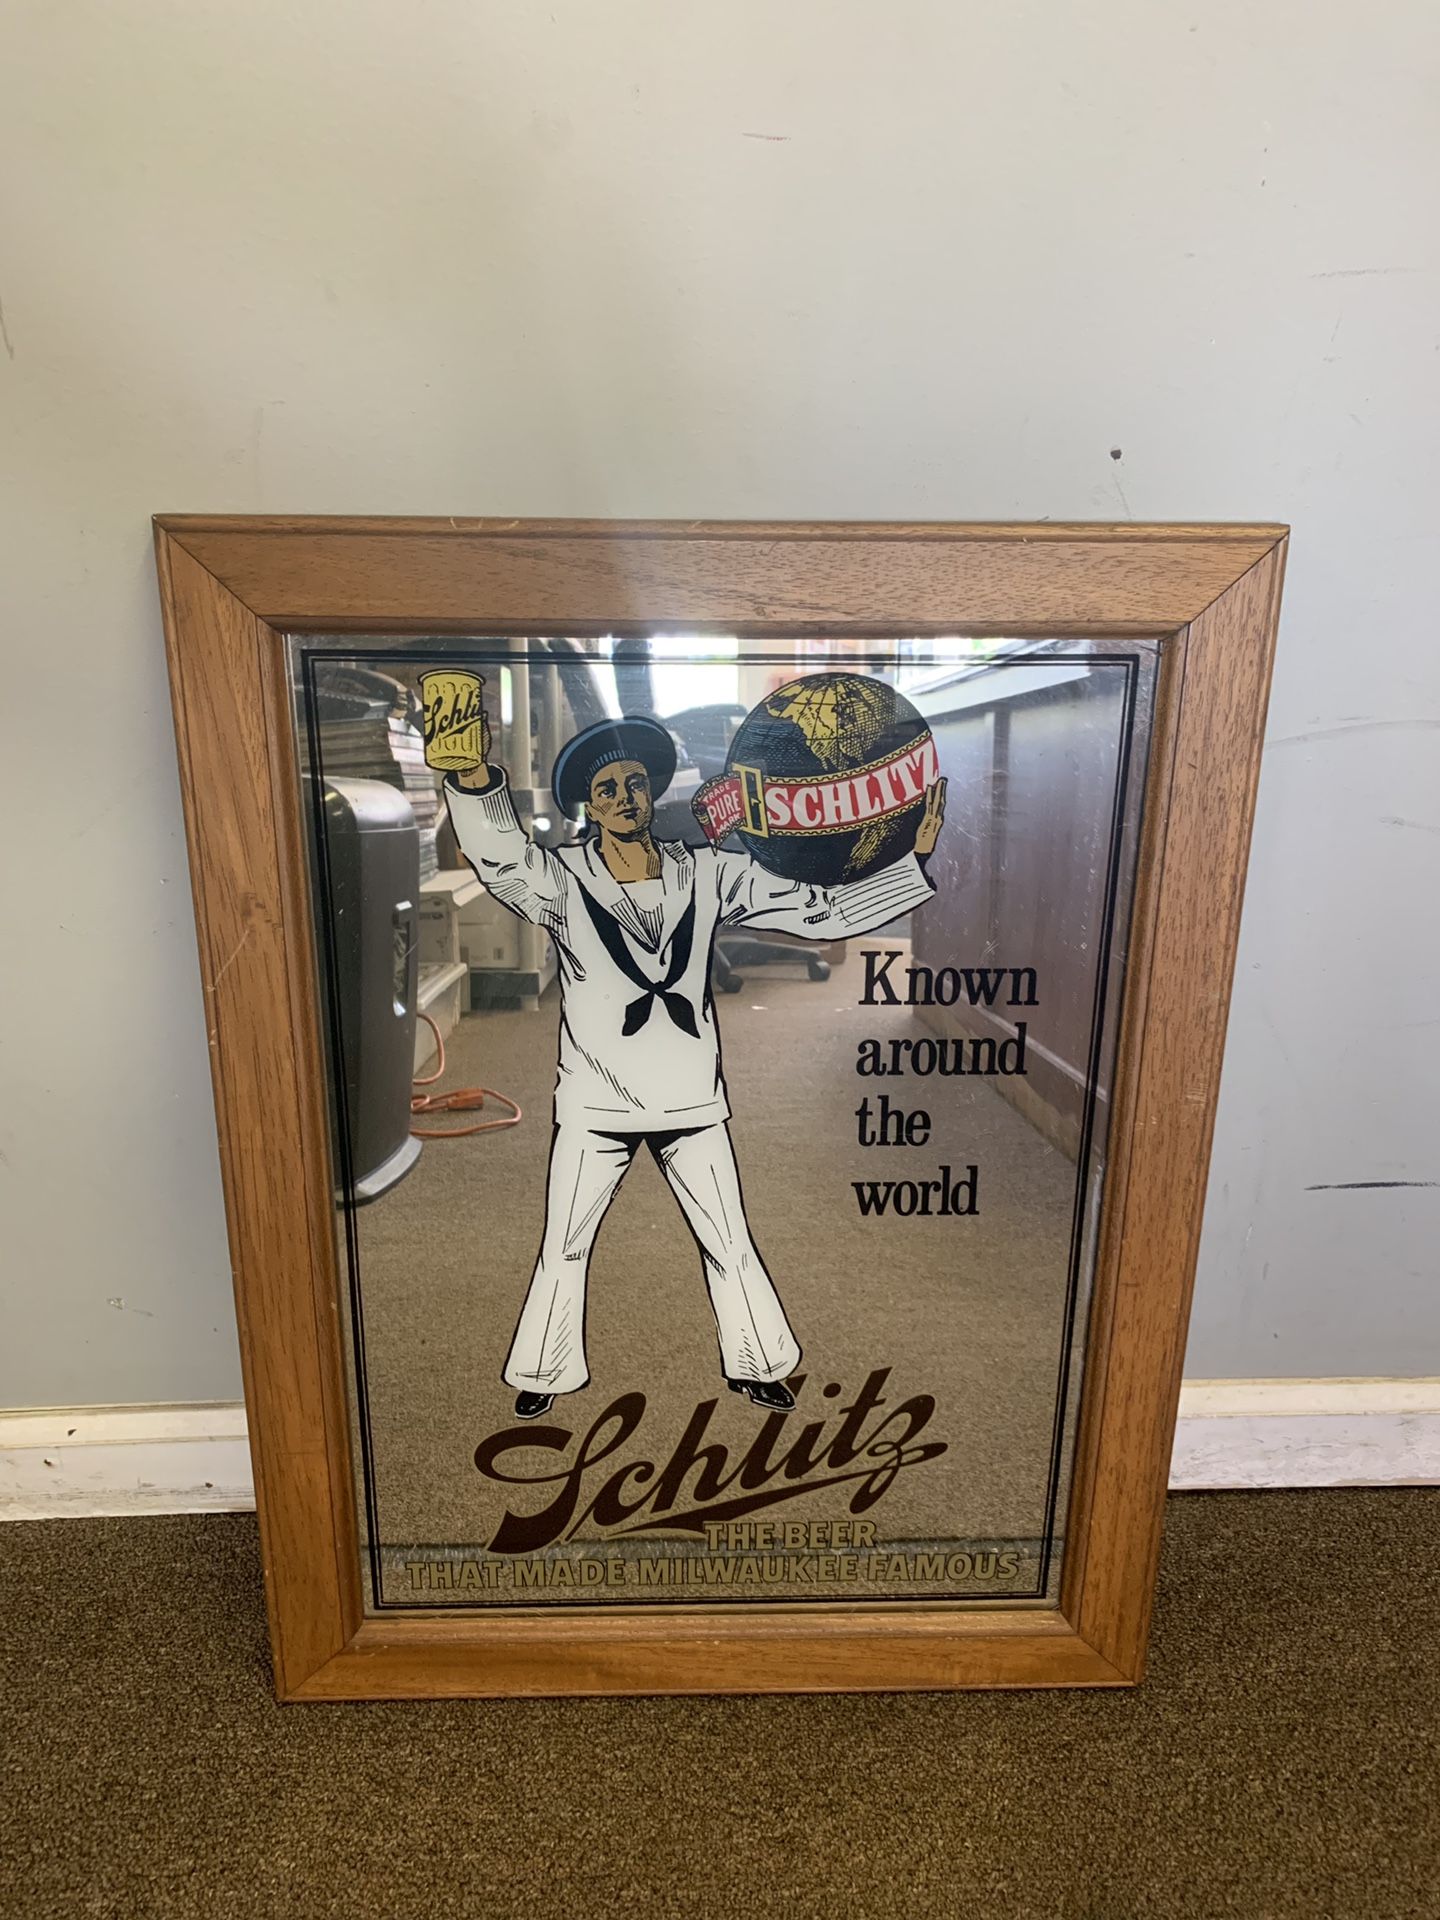 Schlitz
TRADE
PURE
MARK
SCHLITZ
Known
around
the
world
Schlitz
THE BEER
THAT MADE MILWAUKEE FAMOUS